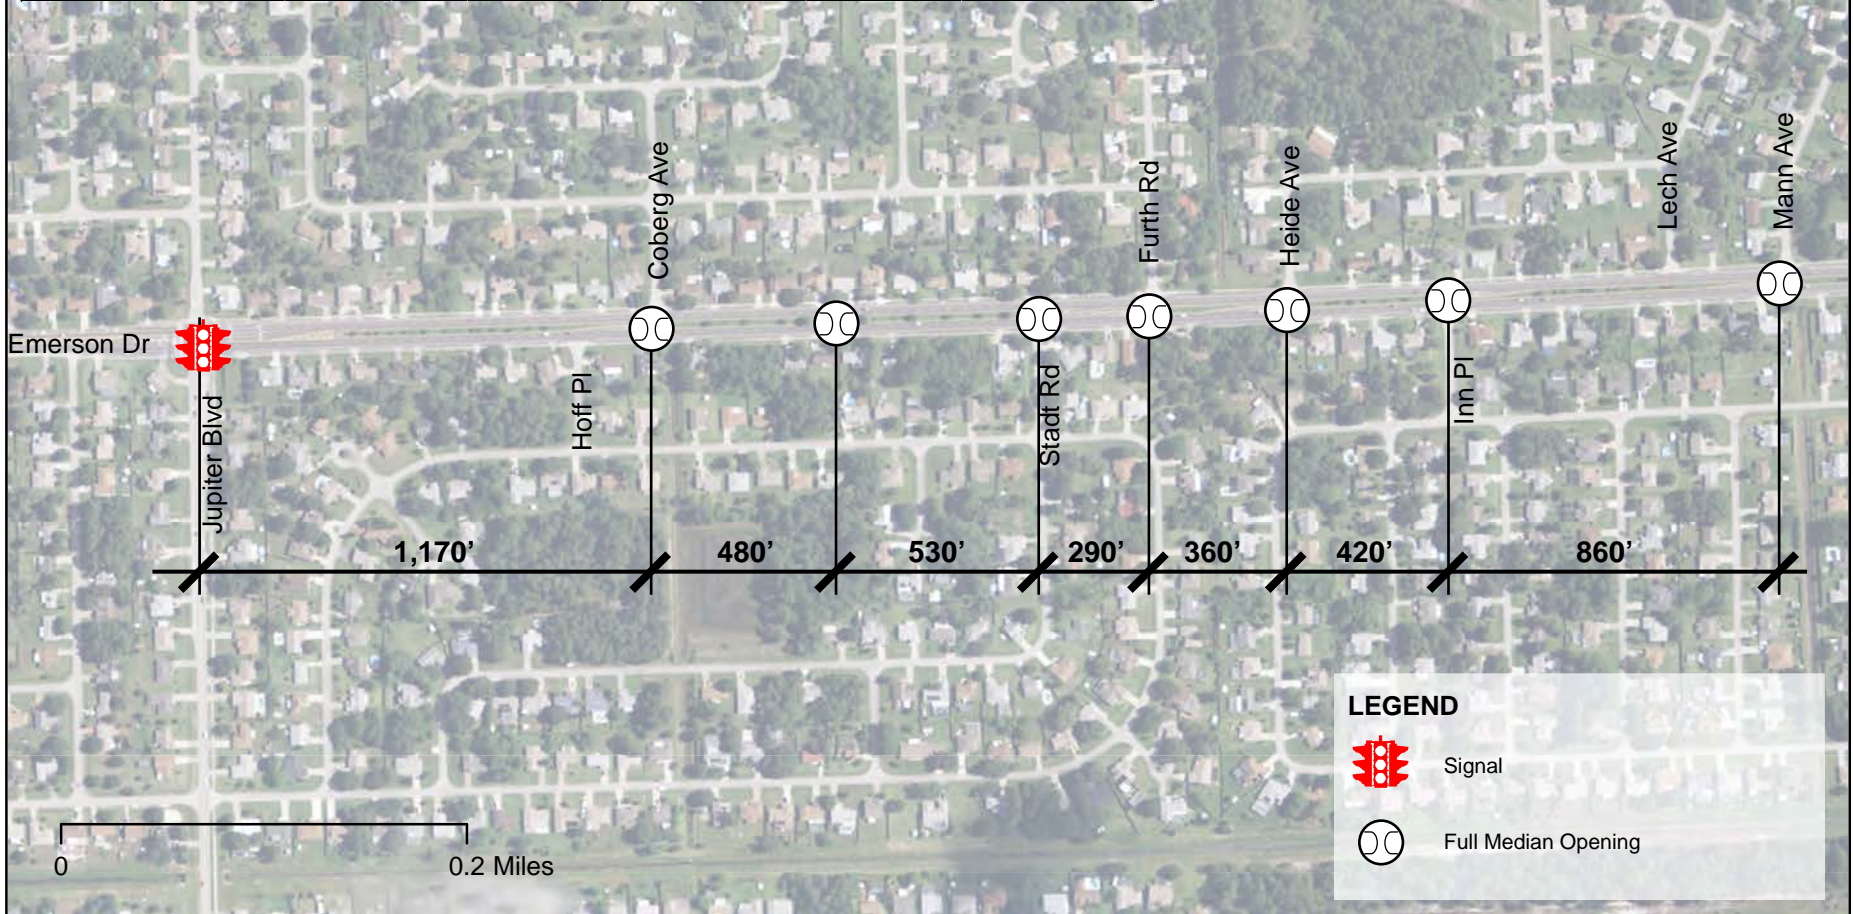 Mann Ave
Lech Ave
Coberg Ave
Heide Ave
Furth Rd
Emerson Dr
Inn Pl
Stadt Rd
Hoff Pl
Jupiter Blvd
1,170’
480’
530’
290’
360’
420’
860’
LEGEND
Signal
Full Median Opening
0
0.2 Miles